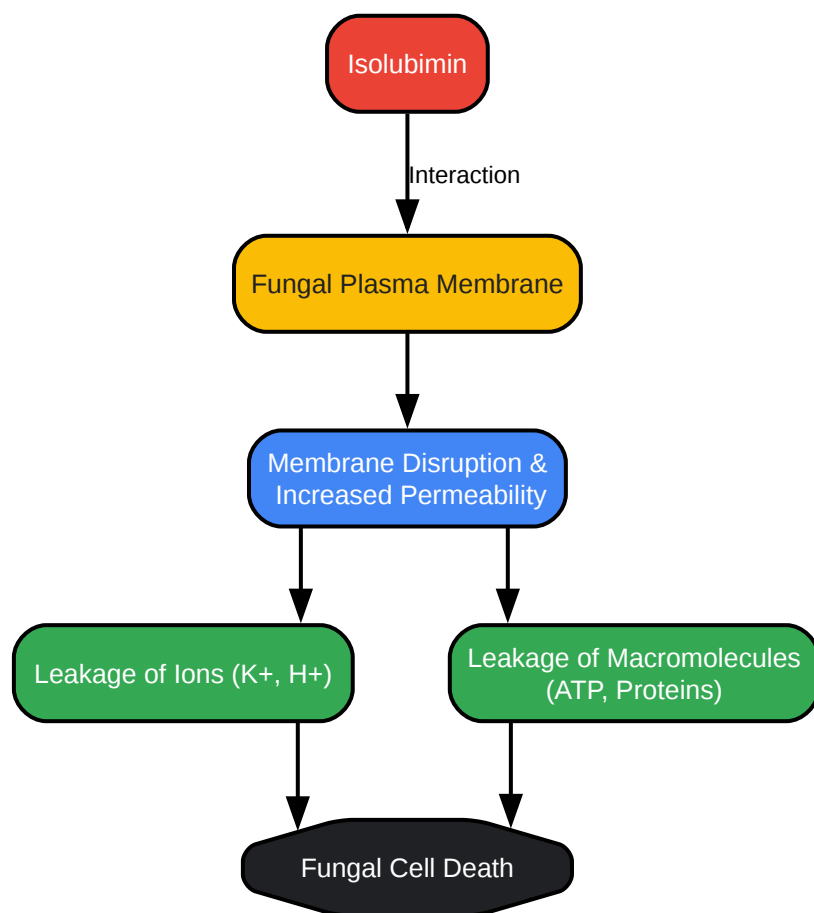 Isolubimin
Interaction
Fungal Plasma Membrane
Membrane Disruption &
Increased Permeability
Leakage of Ions (K+, H+)
Leakage of Macromolecules
(ATP, Proteins)
Fungal Cell Death